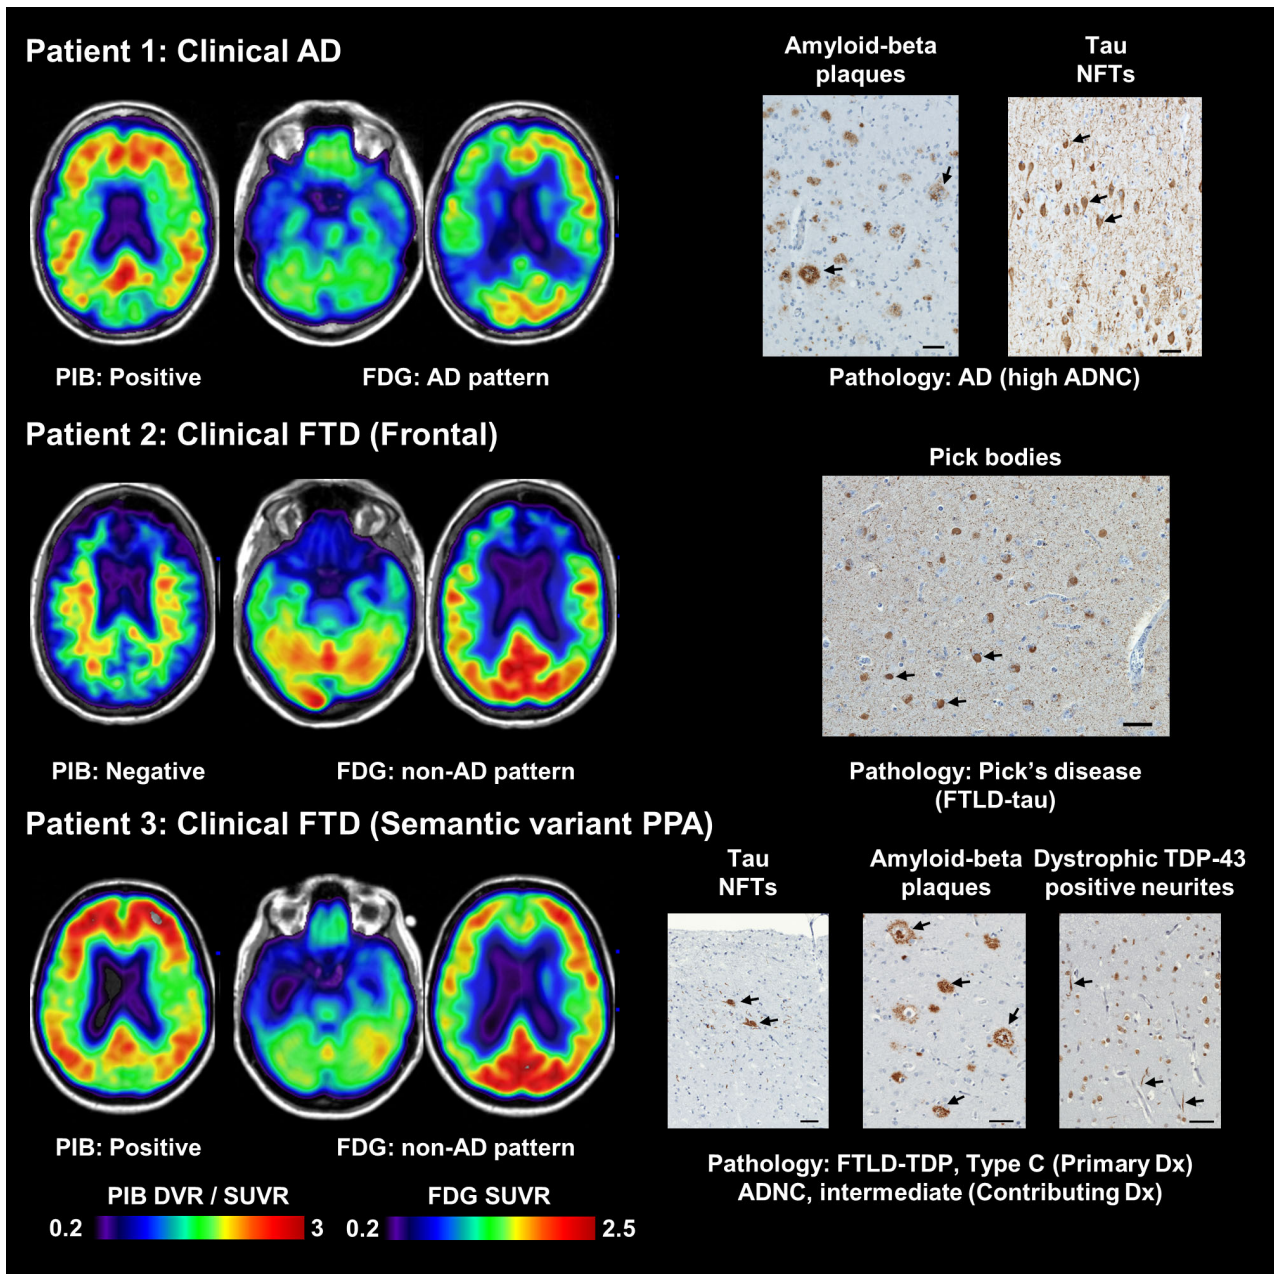 Patient 1: Clinical AD
Amyloid-beta
plaques
Tau
NFTs
PIB: Positive
FDG: AD pattern
Pathology: AD (high ADNC)
Patient 2: Clinical FTD (Frontal)
Pick bodies
PIB: Negative
FDG: non-AD pattern
Pathology: Pick's disease
(FTLD-tau)
Patient 3: Clinical FTD (Semantic variant PPA)
Tau
NFTs
Amyloid-beta
plaques
Dystrophic TDP-43
positive neurites
PIB: Positive
FDG: non-AD pattern
Pathology: FTLD-TDP, Type C (Primary Dx)
ADNC, intermediate (Contributing Dx)
PIB DVR / SUVR
0.2 3
FDG SUVR
0.2 2.5